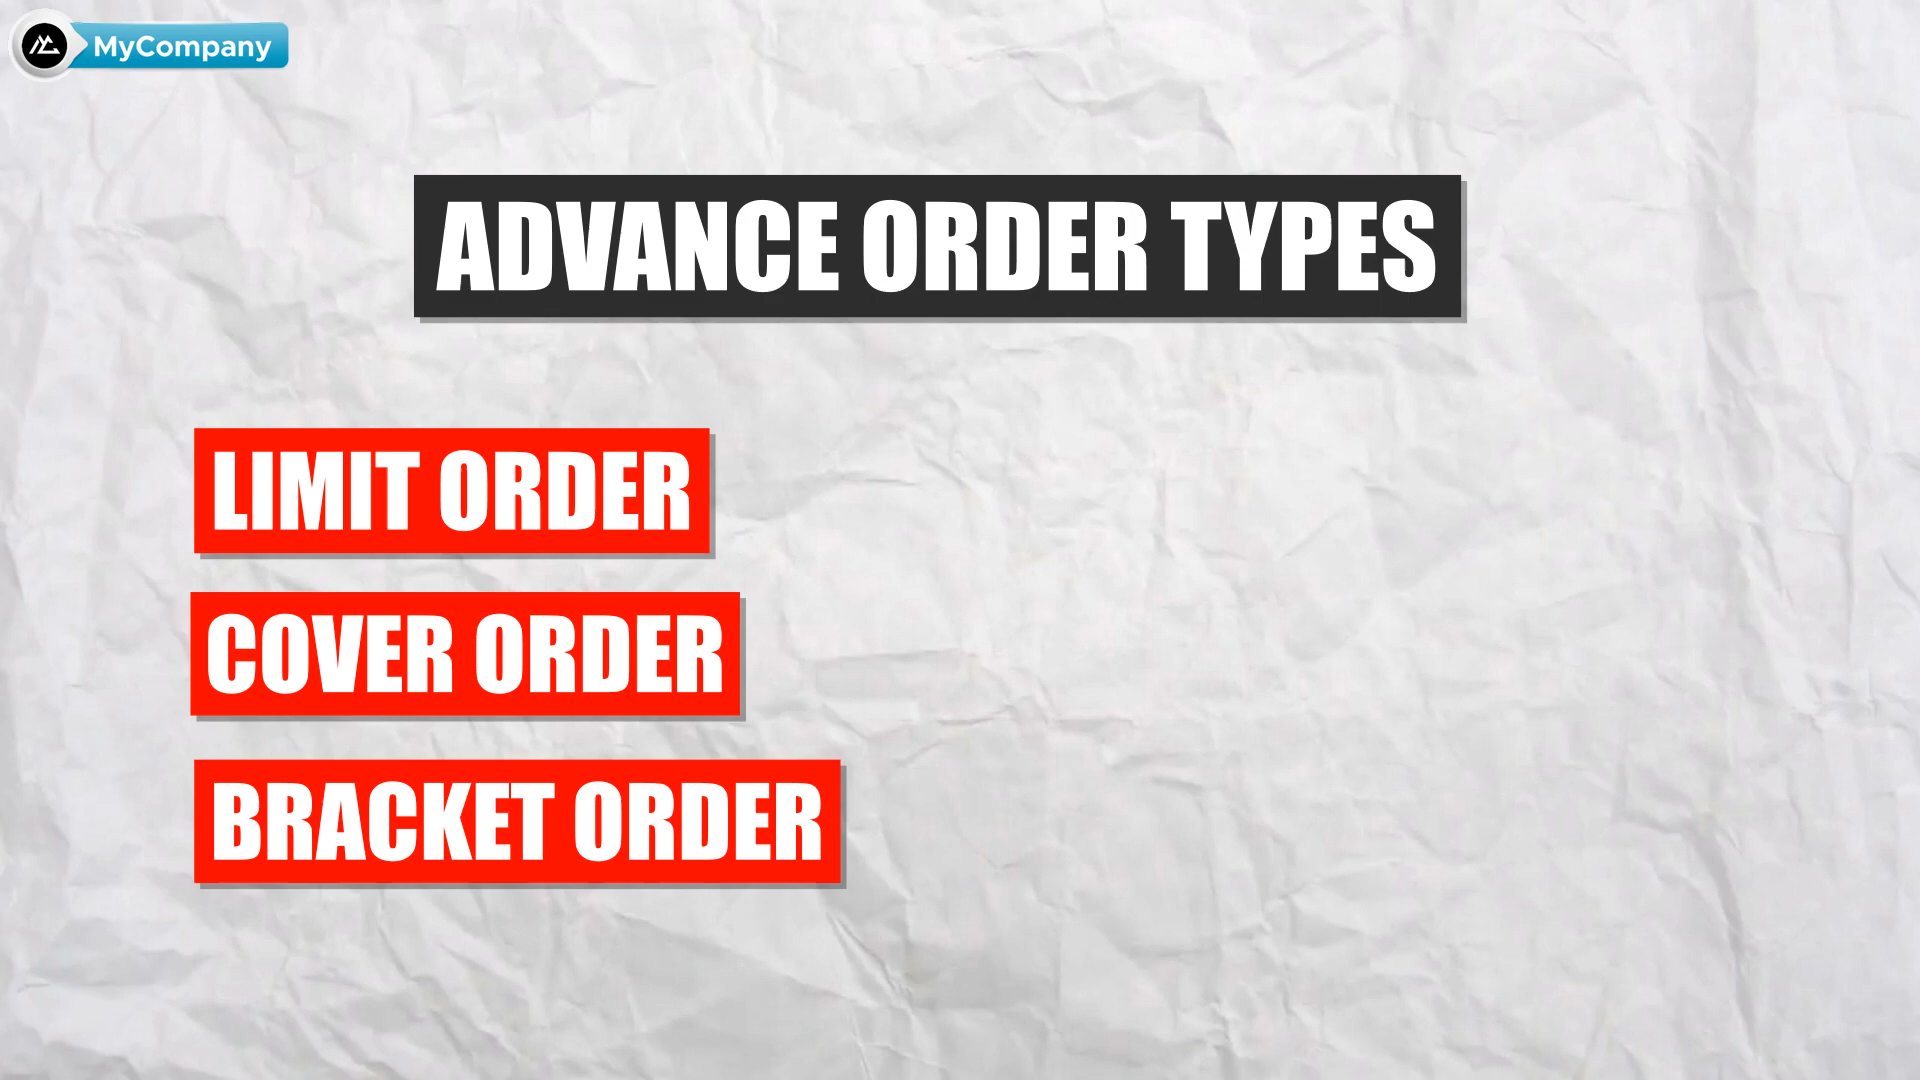 MyCompany
ADVANCE ORDER TYPES
LIMIT ORDER
COVER ORDER
BRACKET ORDER